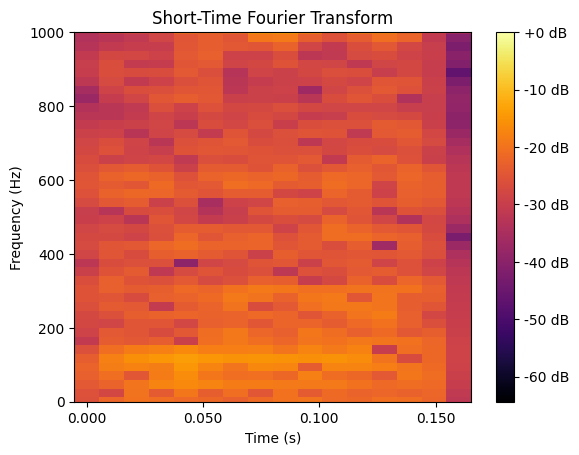 Short-Time Fourier Transform
1000
800
600
400
200
0
Frequency (Hz)
0.000
0.050
0.100
0.150
Time (s)
+0 dB
-10 dB
-20 dB
-30 dB
-40 dB
-50 dB
-60 dB